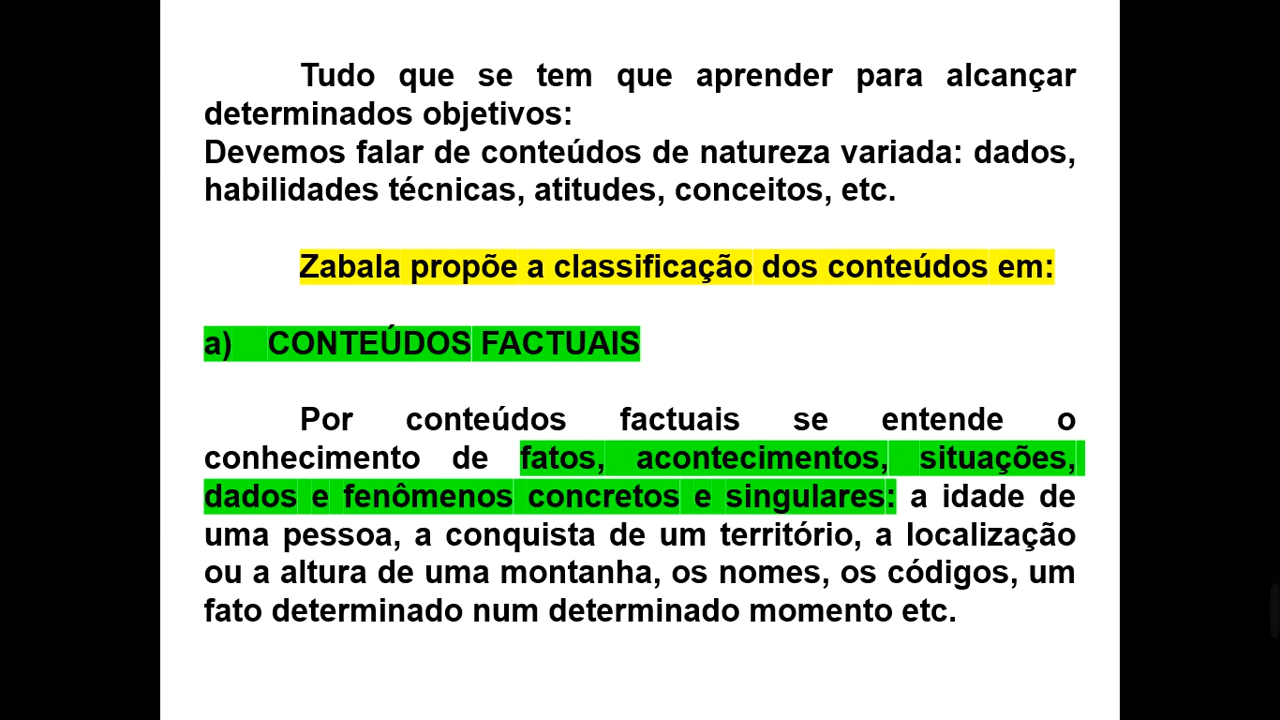 Tudo que se tem que aprender para alcançar
determinados objetivos:
Devemos falar de conteúdos de natureza variada: dados,
habilidades técnicas, atitudes, conceitos, etc.
Zabala propõe a classificação dos conteúdos em:
a) CONTEÚDOS FACTUAIS
Por conteúdos factuais se entende o
conhecimento de fatos, acontecimentos, situações,
dados e fenômenos concretos e singulares: a idade de
uma pessoa, a conquista de um território, a localização
ou a altura de uma montanha, os nomes, os códigos, um
fato determinado num determinado momento etc.